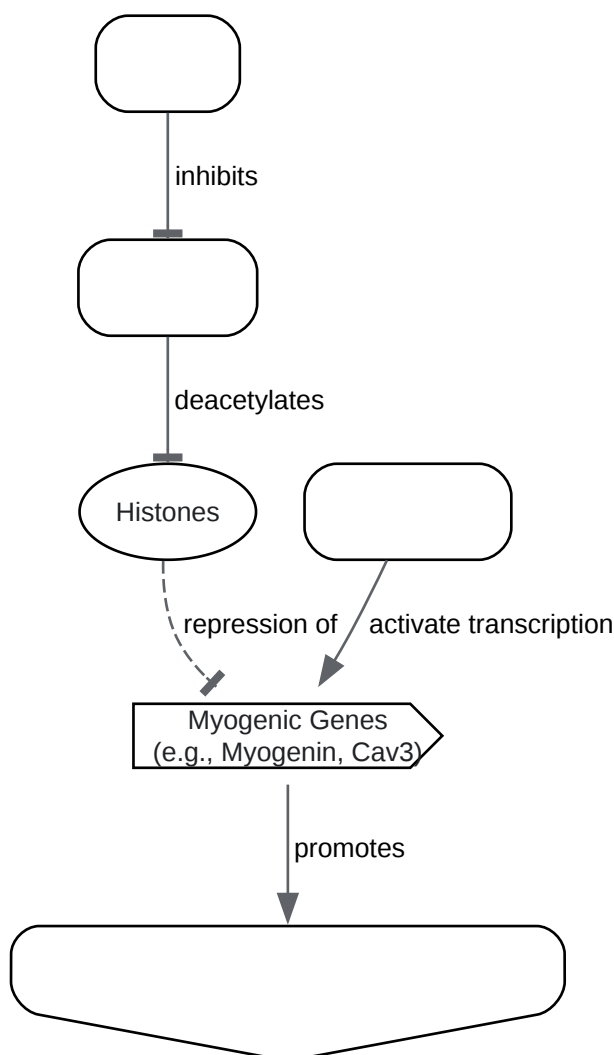 inhibits
deacetylates
Histones
repression of
activate transcription
Myogenic Genes
(e.g., Myogenin, Cav3)
promotes